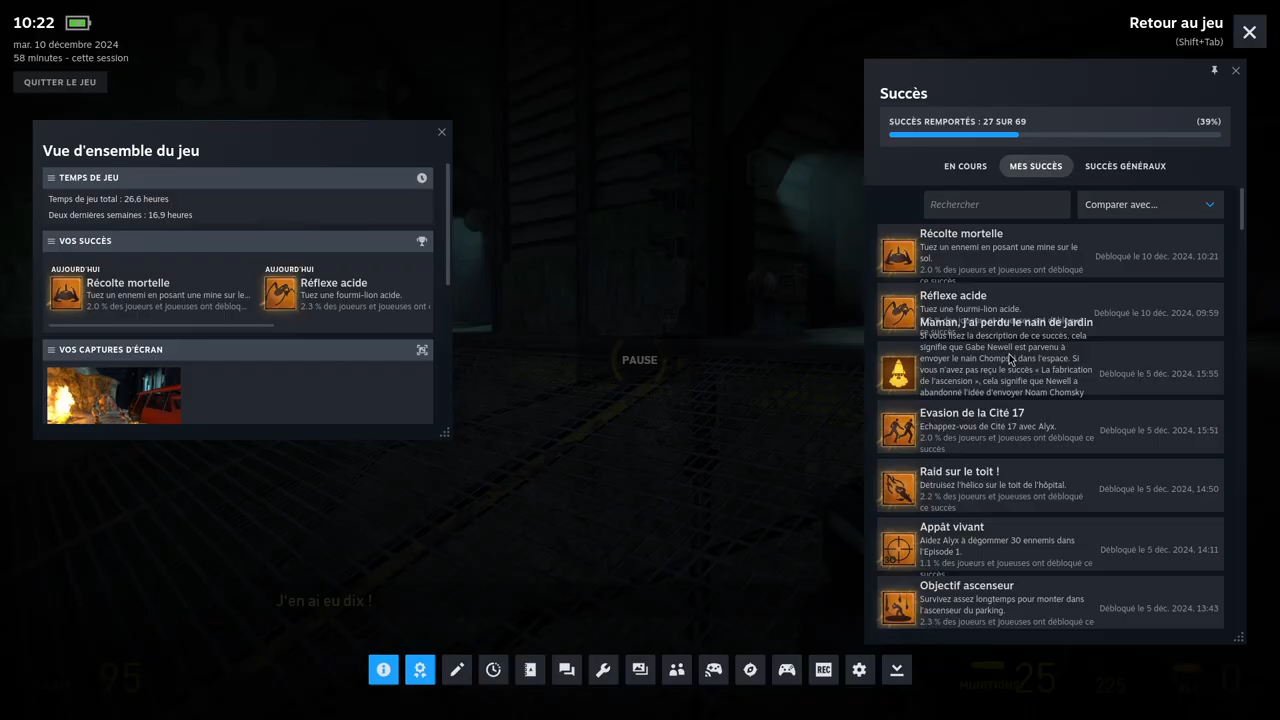 10:22
mar. 10 décembre 2024
58 minutes - cette session
QUITTER LE JEU
Retour au jeu
(Shift+Tab)
Vue d'ensemble du jeu
TEMPS DE JEU
Temps de jeu total : 26,6 heures
Deux dernières semaines : 16,9 heures
VOS SUCCÈS
AUJOURD'HUI
Récolte mortelle
Tuez un ennemi en posant une mine sur le...
2.0 % des joueurs et joueuses ont débloq...
AUJOURD'HUI
Réflexe acide
Tuez une fourmi-lion acide.
2.3 % des joueurs et joueuses ont
VOS CAPTURES D'ÉCRAN
PAUSE
J'en ai eu dix !
Succès
SUCCÈS REMPORTÉS : 27 SUR 69
(39%)
EN COURS
MES SUCCÈS
SUCCÈS GÉNÉRAUX
Rechercher
Comparer avec...
Récolte mortelle
Tuez un ennemi en posant une mine sur le
sol.
2.0 % des joueurs et joueuses ont débloqué
ce succès
Débloqué le 10 déc. 2024, 10:21
Réflexe acide
Tuez une fourmi-lion acide.
Débloqué le 10 déc. 2024, 09:59
Maman, j'ai perdu le nain de jardin
Si vous lisez la description de ce succès, cela
signifie que Gabe Newell est parvenu à
envoyer le nain Chompski dans l'espace. Si
vous n'avez pas reçu le succès « La fabrication
de l'ascension », cela signifie que Newell a
abandonné l'idée d'envoyer Noam Chomsky
Débloqué le 5 déc. 2024, 15:55
Evasion de la Cité 17
Echappez-vous de Cité 17 avec Alyx.
2.0 % des joueurs et joueuses ont débloqué ce
succès
Débloqué le 5 déc. 2024, 15:51
Raid sur le toit !
Détruisez l'hélico sur le toit de l'hôpital.
2.2 % des joueurs et joueuses ont débloqué
ce succès
Débloqué le 5 déc. 2024, 14:50
Appât vivant
Aidez Alyx à dégommer 30 ennemis dans
l'Episode 1.
1.1 % des joueurs et joueuses ont débloqué ce
succès
Débloqué le 5 déc. 2024, 14:11
Objectif ascenseur
Survivez assez longtemps pour monter dans
l'ascenseur du parking.
2.3 % des joueurs et joueuses ont débloqué ce
Débloqué le 5 déc. 2024, 13:43
REC
95
MUNITIONS
25
225
0
36